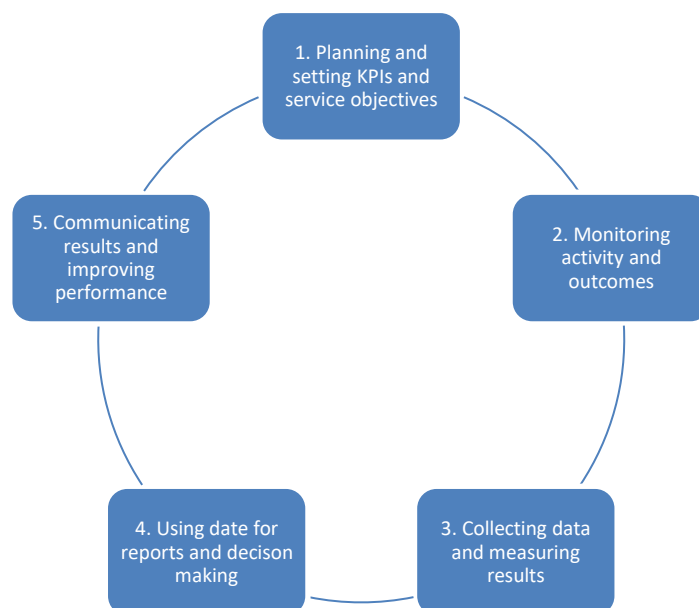 1. Planning and
setting KPIs and
service objectives
2. Monitoring
activity and
outcomes
3. Collecting data
and measuring
results
4. Using date for
reports and decison
making
5. Communicating
results and
improving
performance